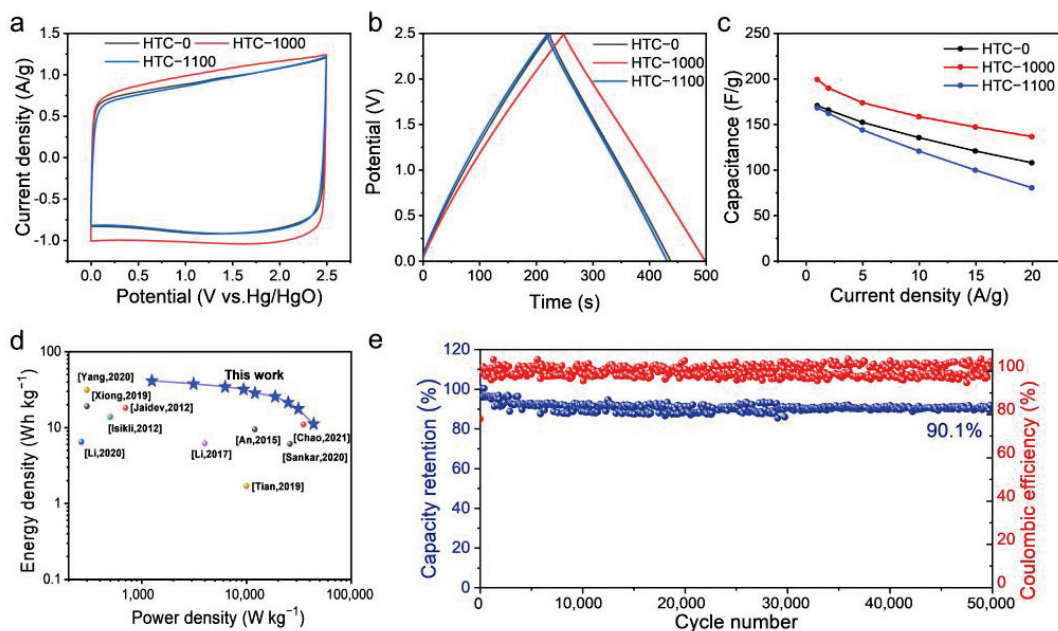 a
HTC-0 HTC-1000
HTC-1100
Current density (A/g)
1.5
1.0
0.5
0.0
-0.5
-1.0
0.0 0.5 1.0 1.5 2.0 2.5
Potential (V vs.Hg/HgO)
b
HTC-0
HTC-1000
HTC-1100
Potential (V)
2.5
2.0
1.5
1.0
0.5
0.0
0 100 200 300 400 500
Time (s)
c
HTC-0
HTC-1000
HTC-1100
Capacitance (F/g)
250
200
150
100
50
0
5 10 15 20
Current density (A/g)
d
This work
[Yang,2020]
[Xiong,2019]
[Jaidev,2012]
[Isikli,2012]
[Li,2020]
[Li,2017]
[An,2015]
[Chao,2021]
[Sankar,2020]
[Tian,2019]
Energy density (Wh kg⁻¹)
100
10
1
0.1
1,000 10,000 100,000
Power density (W kg⁻¹)
e
Capacity retention (%)
120
100
80
60
40
20
0
90.1%
100
80
60
40
20
0
Coulombic efficiency (%)
0 10,000 20,000 30,000 40,000 50,000
Cycle number